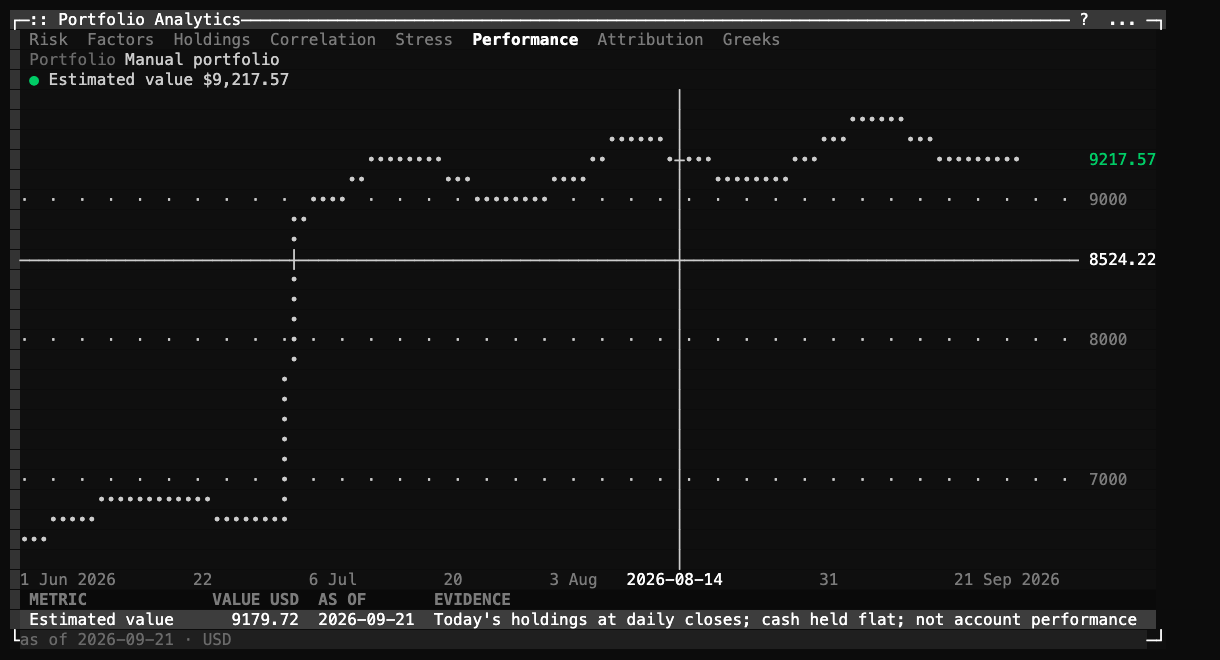 :: Portfolio Analytics ? ...
Risk Factors Holdings Correlation Stress Performance Attribution Greeks
Portfolio Manual portfolio
Estimated value $9,217.57
9217.57
9000
8524.22
8000
7000
1 Jun 2026 22 6 Jul 20 3 Aug 2026-08-14 31 21 Sep 2026
METRIC VALUE USD AS OF EVIDENCE
Estimated value 9179.72 2026-09-21 Today's holdings at daily closes; cash held flat; not account performance
as of 2026-09-21 · USD